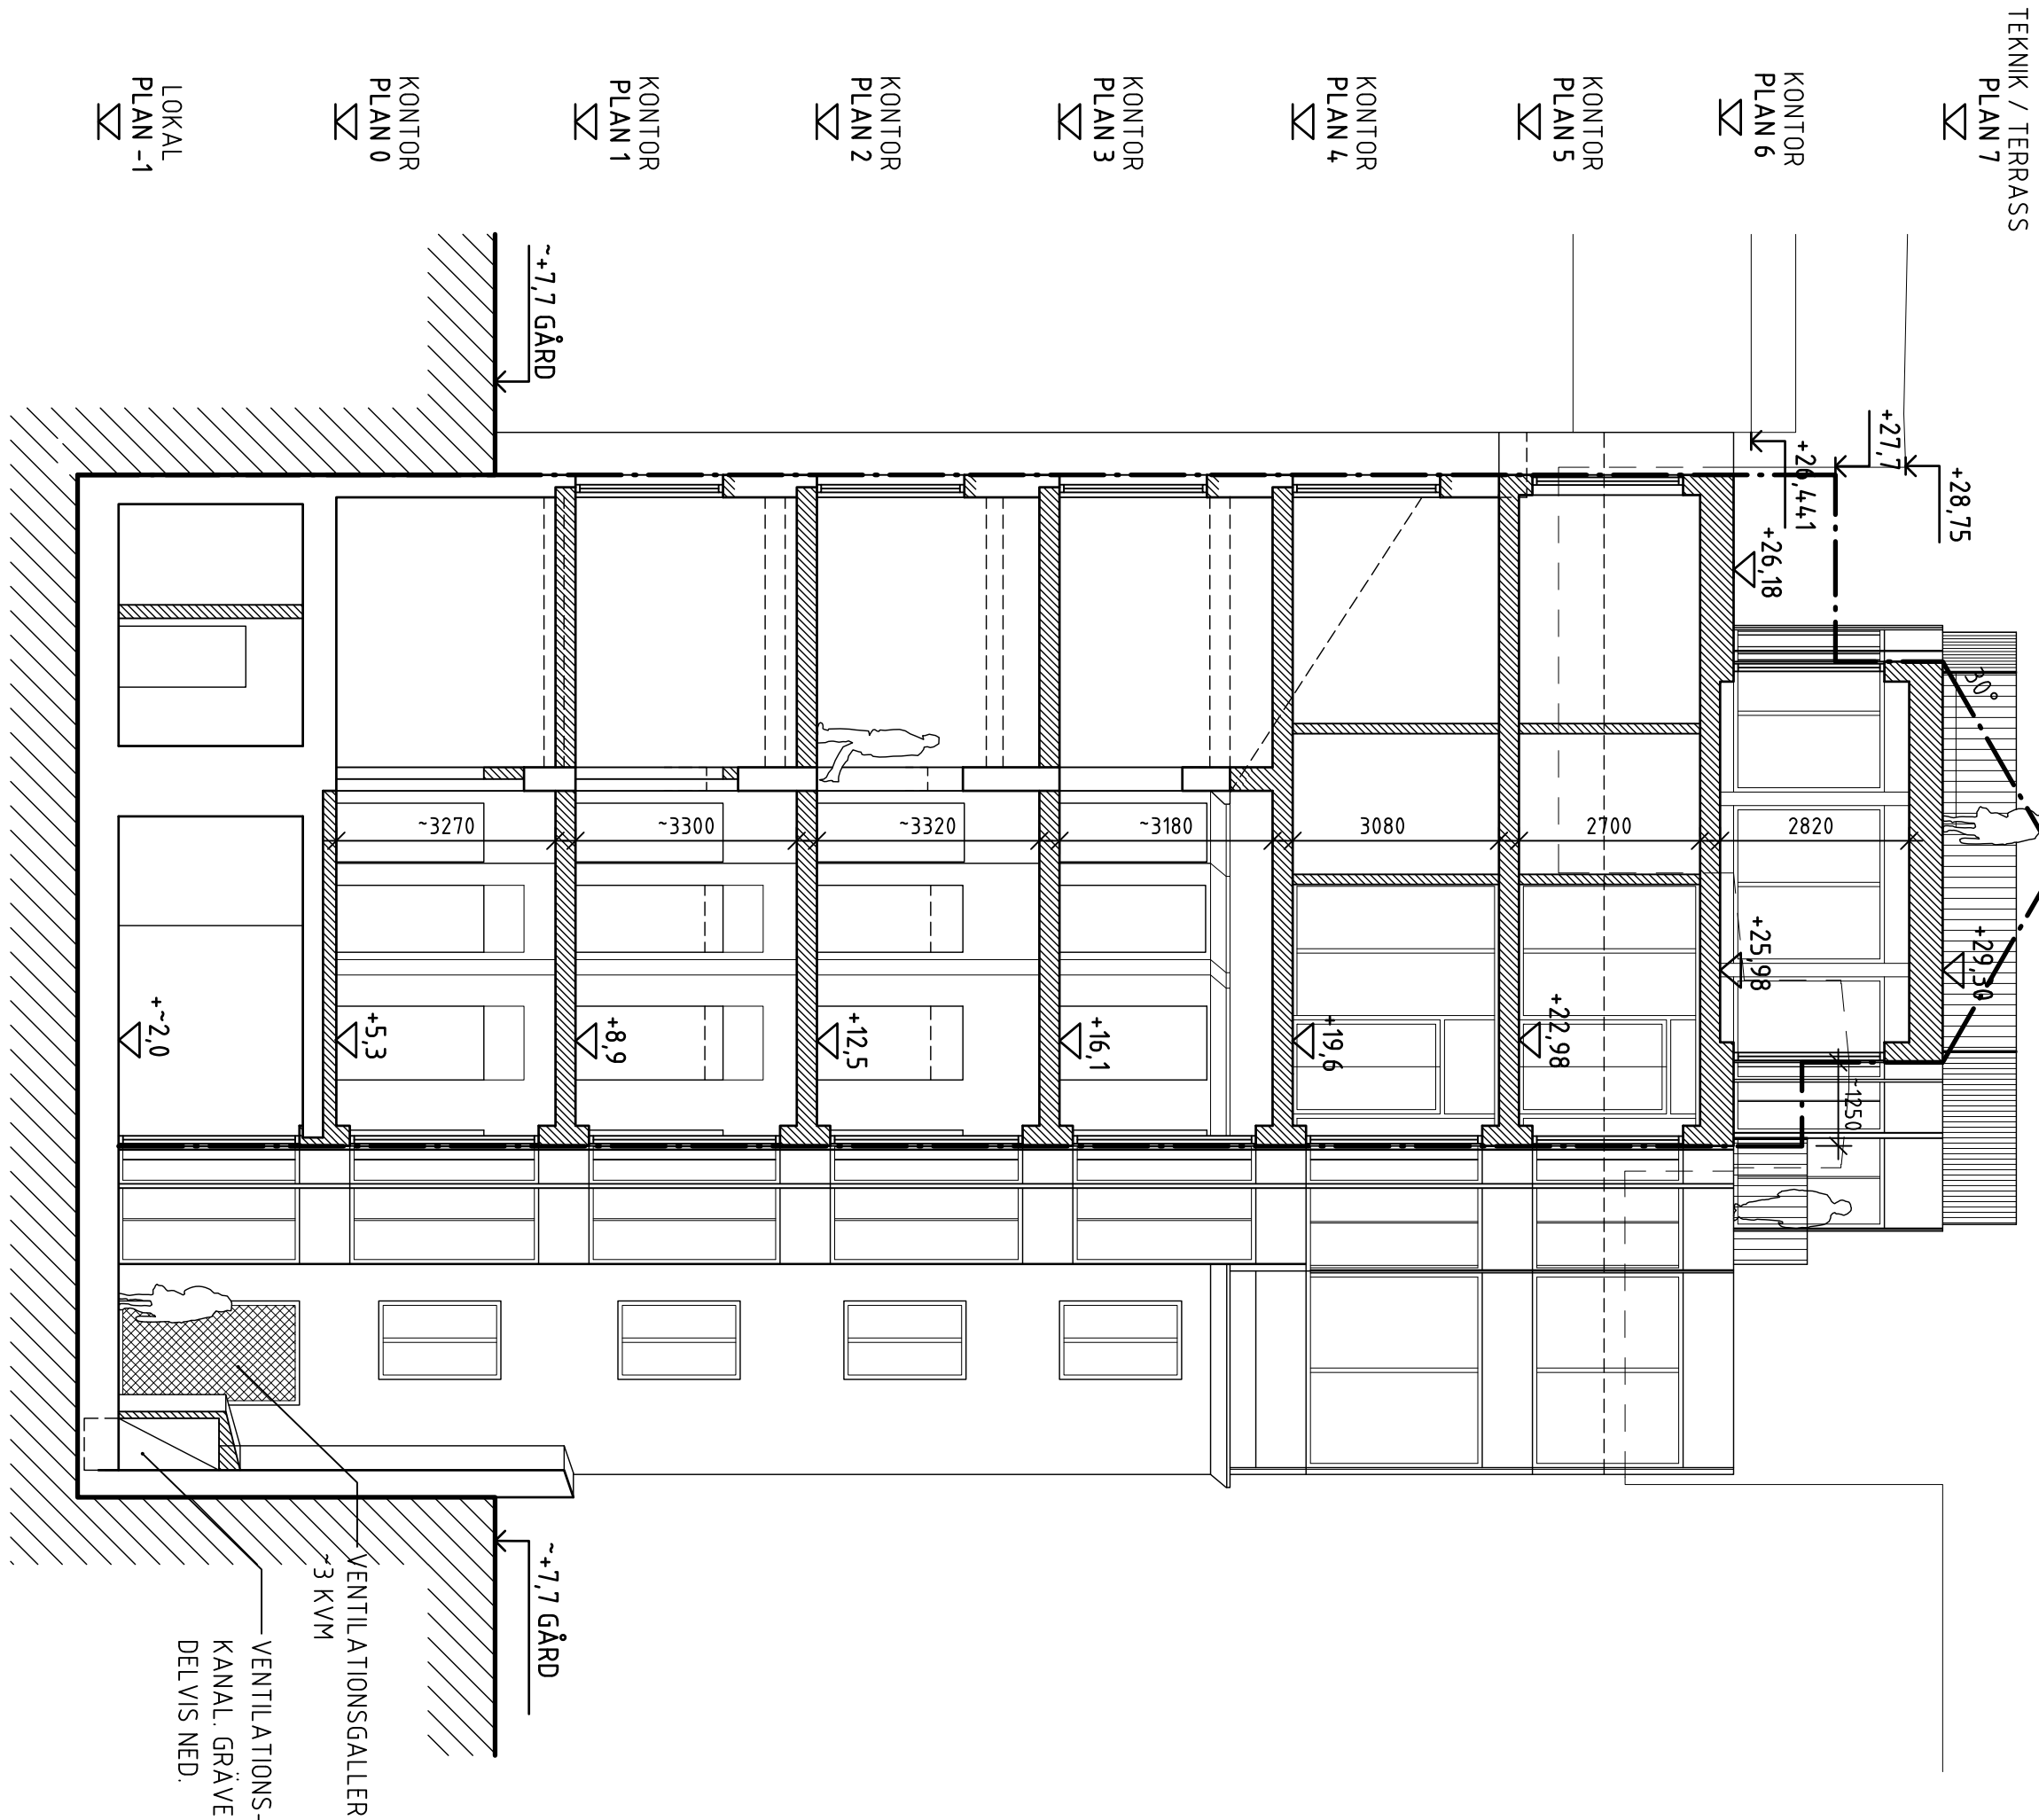 TEKNIK / TERRASS
PLAN 7
KONTOR
PLAN 6
KONTOR
PLAN 5
KONTOR
PLAN 4
KONTOR
PLAN 3
KONTOR
PLAN 2
KONTOR
PLAN 1
KONTOR
PLAN 0
LOKAL
PLAN -1
~+7,7 GÅRD
+28,75
+27,7
+26,441
+26,18
30°
2820
2700
3080
~3180
~3320
~3300
~3270
+29,30
+25,98
+22,98
+19,6
+16,1
+12,5
+8,9
+5,3
+~2,0
~1250
~+7,7 GÅRD
VENTILATIONSGALLER
~3 KVM
VENTILATIONS-
KANAL. GRÄVE
DELVIS NED.